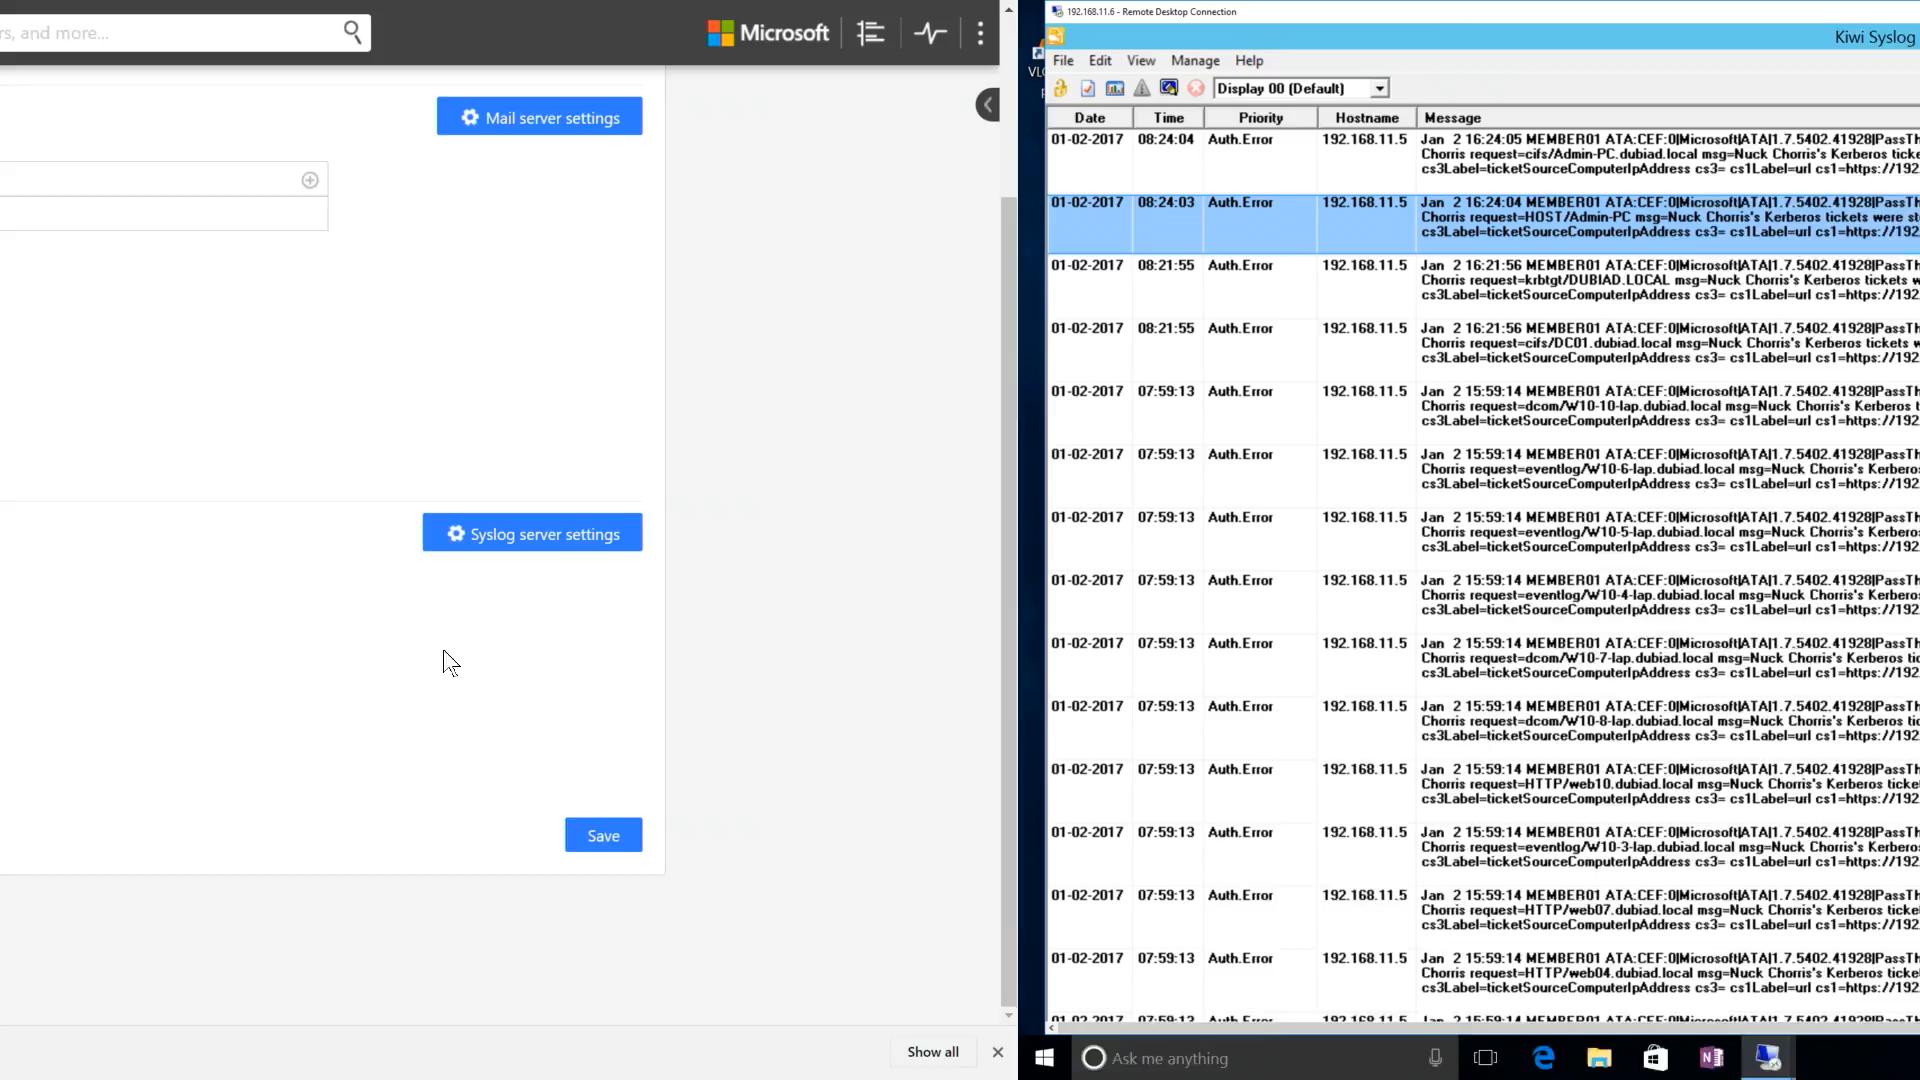 rs, and more...
Microsoft
Mail server settings
Syslog server settings
Save
Show all
192.168.11.6 - Remote Desktop Connection
Kiwi Syslog
File Edit View Manage Help
Display 00 (Default)
Date Time Priority Hostname Message
01-02-2017 08:24:04 Auth.Error 192.168.11.5 Jan 2 16:24:05 MEMBER01 ATA:CEF:0|Microsoft|ATA|1.7.5402.41928|PassTh
Chorris request=cifs/Admin-PC.dubiad.local msg=Nuck Chorris's Kerberos ticke
cs3Label=ticketSourceComputerIpAddress cs3= cs1Label=url cs1=https://192
01-02-2017 08:24:03 Auth.Error 192.168.11.5 Jan 2 16:24:04 MEMBER01 ATA:CEF:0|Microsoft|ATA|1.7.5402.41928|PassTh
Chorris request=HOST/Admin-PC msg=Nuck Chorris's Kerberos tickets were st
cs3Label=ticketSourceComputerIpAddress cs3= cs1Label=url cs1=https://192
01-02-2017 08:21:55 Auth.Error 192.168.11.5 Jan 2 16:21:56 MEMBER01 ATA:CEF:0|Microsoft|ATA|1.7.5402.41928|PassTh
Chorris request=krbtgt/DUBIAD.LOCAL msg=Nuck Chorris's Kerberos tickets w
cs3Label=ticketSourceComputerIpAddress cs3= cs1Label=url cs1=https://192
01-02-2017 08:21:55 Auth.Error 192.168.11.5 Jan 2 16:21:56 MEMBER01 ATA:CEF:0|Microsoft|ATA|1.7.5402.41928|PassTh
Chorris request=cifs/DC01.dubiad.local msg=Nuck Chorris's Kerberos tickets w
cs3Label=ticketSourceComputerIpAddress cs3= cs1Label=url cs1=https://192
01-02-2017 07:59:13 Auth.Error 192.168.11.5 Jan 2 15:59:14 MEMBER01 ATA:CEF:0|Microsoft|ATA|1.7.5402.41928|PassTh
Chorris request=dcom/W10-10-lap.dubiad.local msg=Nuck Chorris's Kerberos t
cs3Label=ticketSourceComputerIpAddress cs3= cs1Label=url cs1=https://192
01-02-2017 07:59:13 Auth.Error 192.168.11.5 Jan 2 15:59:14 MEMBER01 ATA:CEF:0|Microsoft|ATA|1.7.5402.41928|PassTh
Chorris request=eventlog/W10-6-lap.dubiad.local msg=Nuck Chorris's Kerbero
cs3Label=ticketSourceComputerIpAddress cs3= cs1Label=url cs1=https://192
01-02-2017 07:59:13 Auth.Error 192.168.11.5 Jan 2 15:59:14 MEMBER01 ATA:CEF:0|Microsoft|ATA|1.7.5402.41928|PassTh
Chorris request=eventlog/W10-5-lap.dubiad.local msg=Nuck Chorris's Kerbero
cs3Label=ticketSourceComputerIpAddress cs3= cs1Label=url cs1=https://192
01-02-2017 07:59:13 Auth.Error 192.168.11.5 Jan 2 15:59:14 MEMBER01 ATA:CEF:0|Microsoft|ATA|1.7.5402.41928|PassTh
Chorris request=eventlog/W10-4-lap.dubiad.local msg=Nuck Chorris's Kerbero
cs3Label=ticketSourceComputerIpAddress cs3= cs1Label=url cs1=https://192
01-02-2017 07:59:13 Auth.Error 192.168.11.5 Jan 2 15:59:14 MEMBER01 ATA:CEF:0|Microsoft|ATA|1.7.5402.41928|PassTh
Chorris request=dcom/W10-7-lap.dubiad.local msg=Nuck Chorris's Kerberos tic
cs3Label=ticketSourceComputerIpAddress cs3= cs1Label=url cs1=https://192
01-02-2017 07:59:13 Auth.Error 192.168.11.5 Jan 2 15:59:14 MEMBER01 ATA:CEF:0|Microsoft|ATA|1.7.5402.41928|PassTh
Chorris request=dcom/W10-8-lap.dubiad.local msg=Nuck Chorris's Kerberos tic
cs3Label=ticketSourceComputerIpAddress cs3= cs1Label=url cs1=https://192
01-02-2017 07:59:13 Auth.Error 192.168.11.5 Jan 2 15:59:14 MEMBER01 ATA:CEF:0|Microsoft|ATA|1.7.5402.41928|PassTh
Chorris request=HTTP/web10.dubiad.local msg=Nuck Chorris's Kerberos ticke
cs3Label=ticketSourceComputerIpAddress cs3= cs1Label=url cs1=https://192
01-02-2017 07:59:13 Auth.Error 192.168.11.5 Jan 2 15:59:14 MEMBER01 ATA:CEF:0|Microsoft|ATA|1.7.5402.41928|PassTh
Chorris request=eventlog/W10-3-lap.dubiad.local msg=Nuck Chorris's Kerbero
cs3Label=ticketSourceComputerIpAddress cs3= cs1Label=url cs1=https://192
01-02-2017 07:59:13 Auth.Error 192.168.11.5 Jan 2 15:59:14 MEMBER01 ATA:CEF:0|Microsoft|ATA|1.7.5402.41928|PassTh
Chorris request=HTTP/web07.dubiad.local msg=Nuck Chorris's Kerberos ticke
cs3Label=ticketSourceComputerIpAddress cs3= cs1Label=url cs1=https://192
01-02-2017 07:59:13 Auth.Error 192.168.11.5 Jan 2 15:59:14 MEMBER01 ATA:CEF:0|Microsoft|ATA|1.7.5402.41928|PassTh
Chorris request=HTTP/web04.dubiad.local msg=Nuck Chorris's Kerberos ticke
cs3Label=ticketSourceComputerIpAddress cs3= cs1Label=url cs1=https://192
Ask me anything